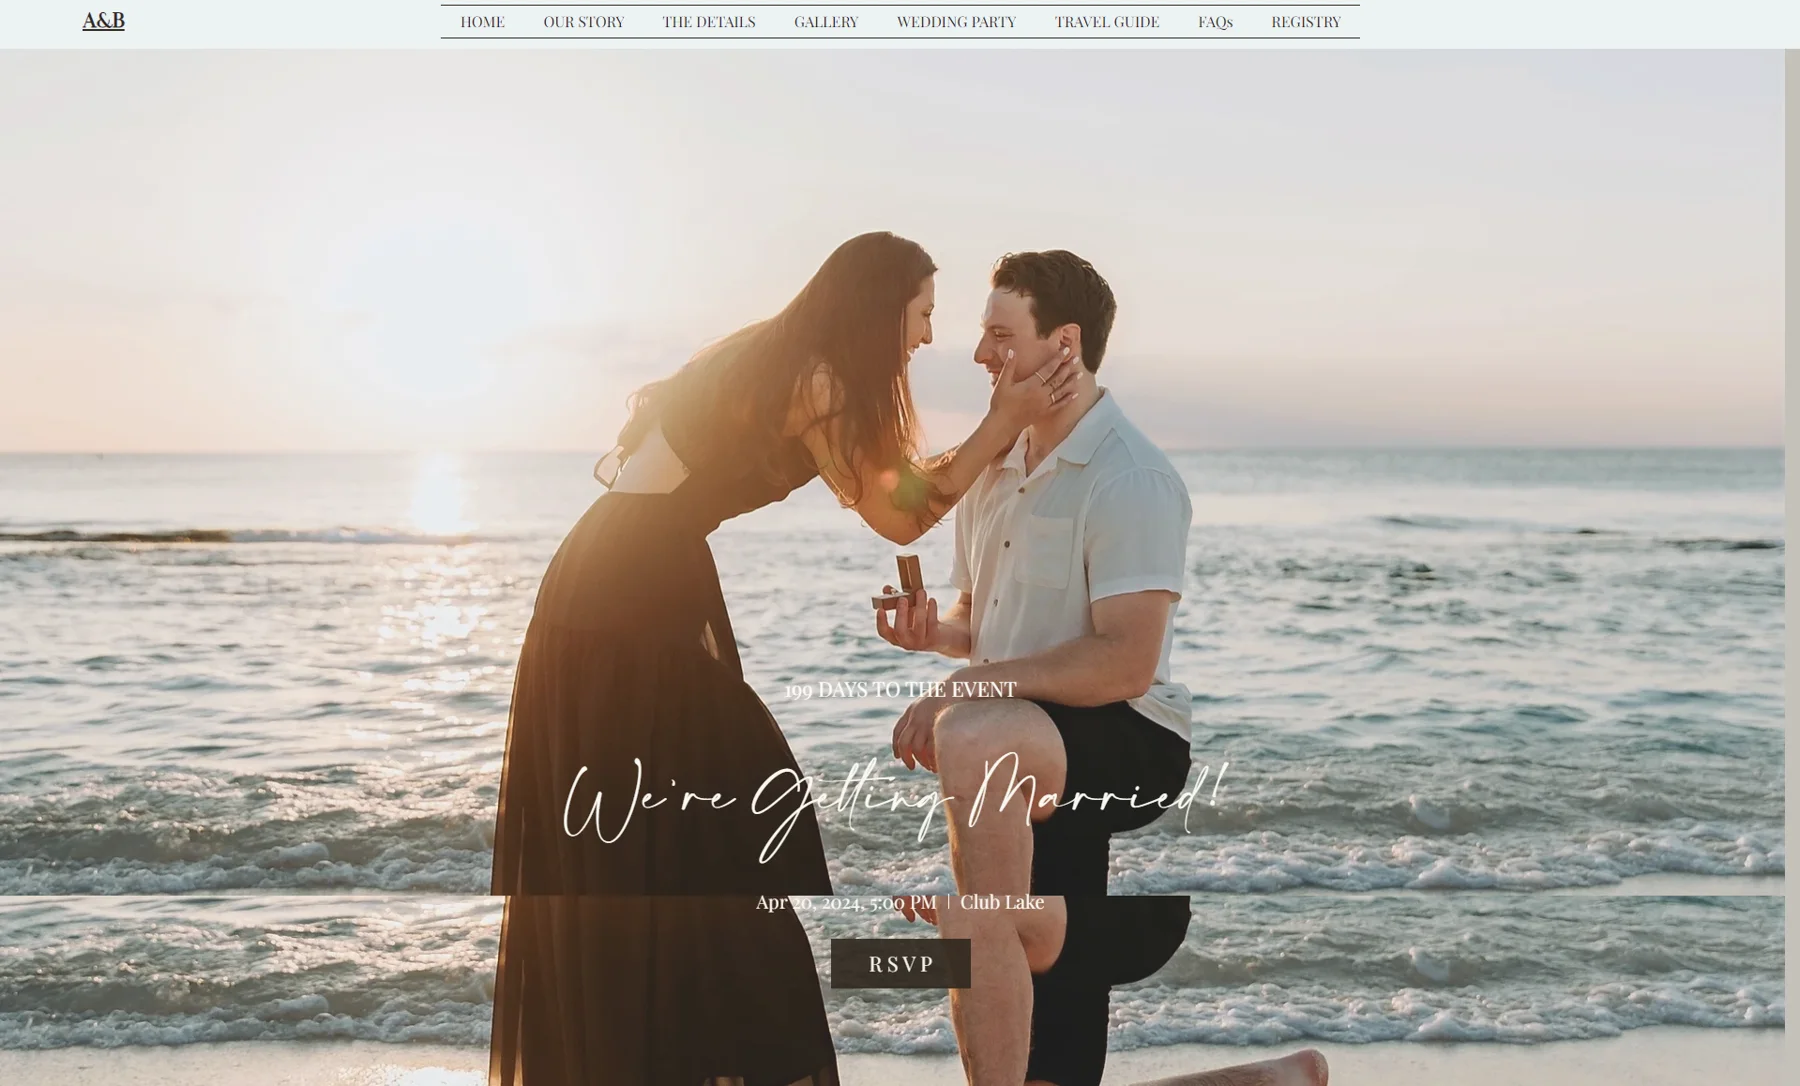 A&B
HOME OUR STORY THE DETAILS GALLERY WEDDING PARTY TRAVEL GUIDE FAQs REGISTRY
199 DAYS TO THE EVENT
We're Getting Married!
Apr 20, 2024, 5:00 PM | Club Lake
RSVP